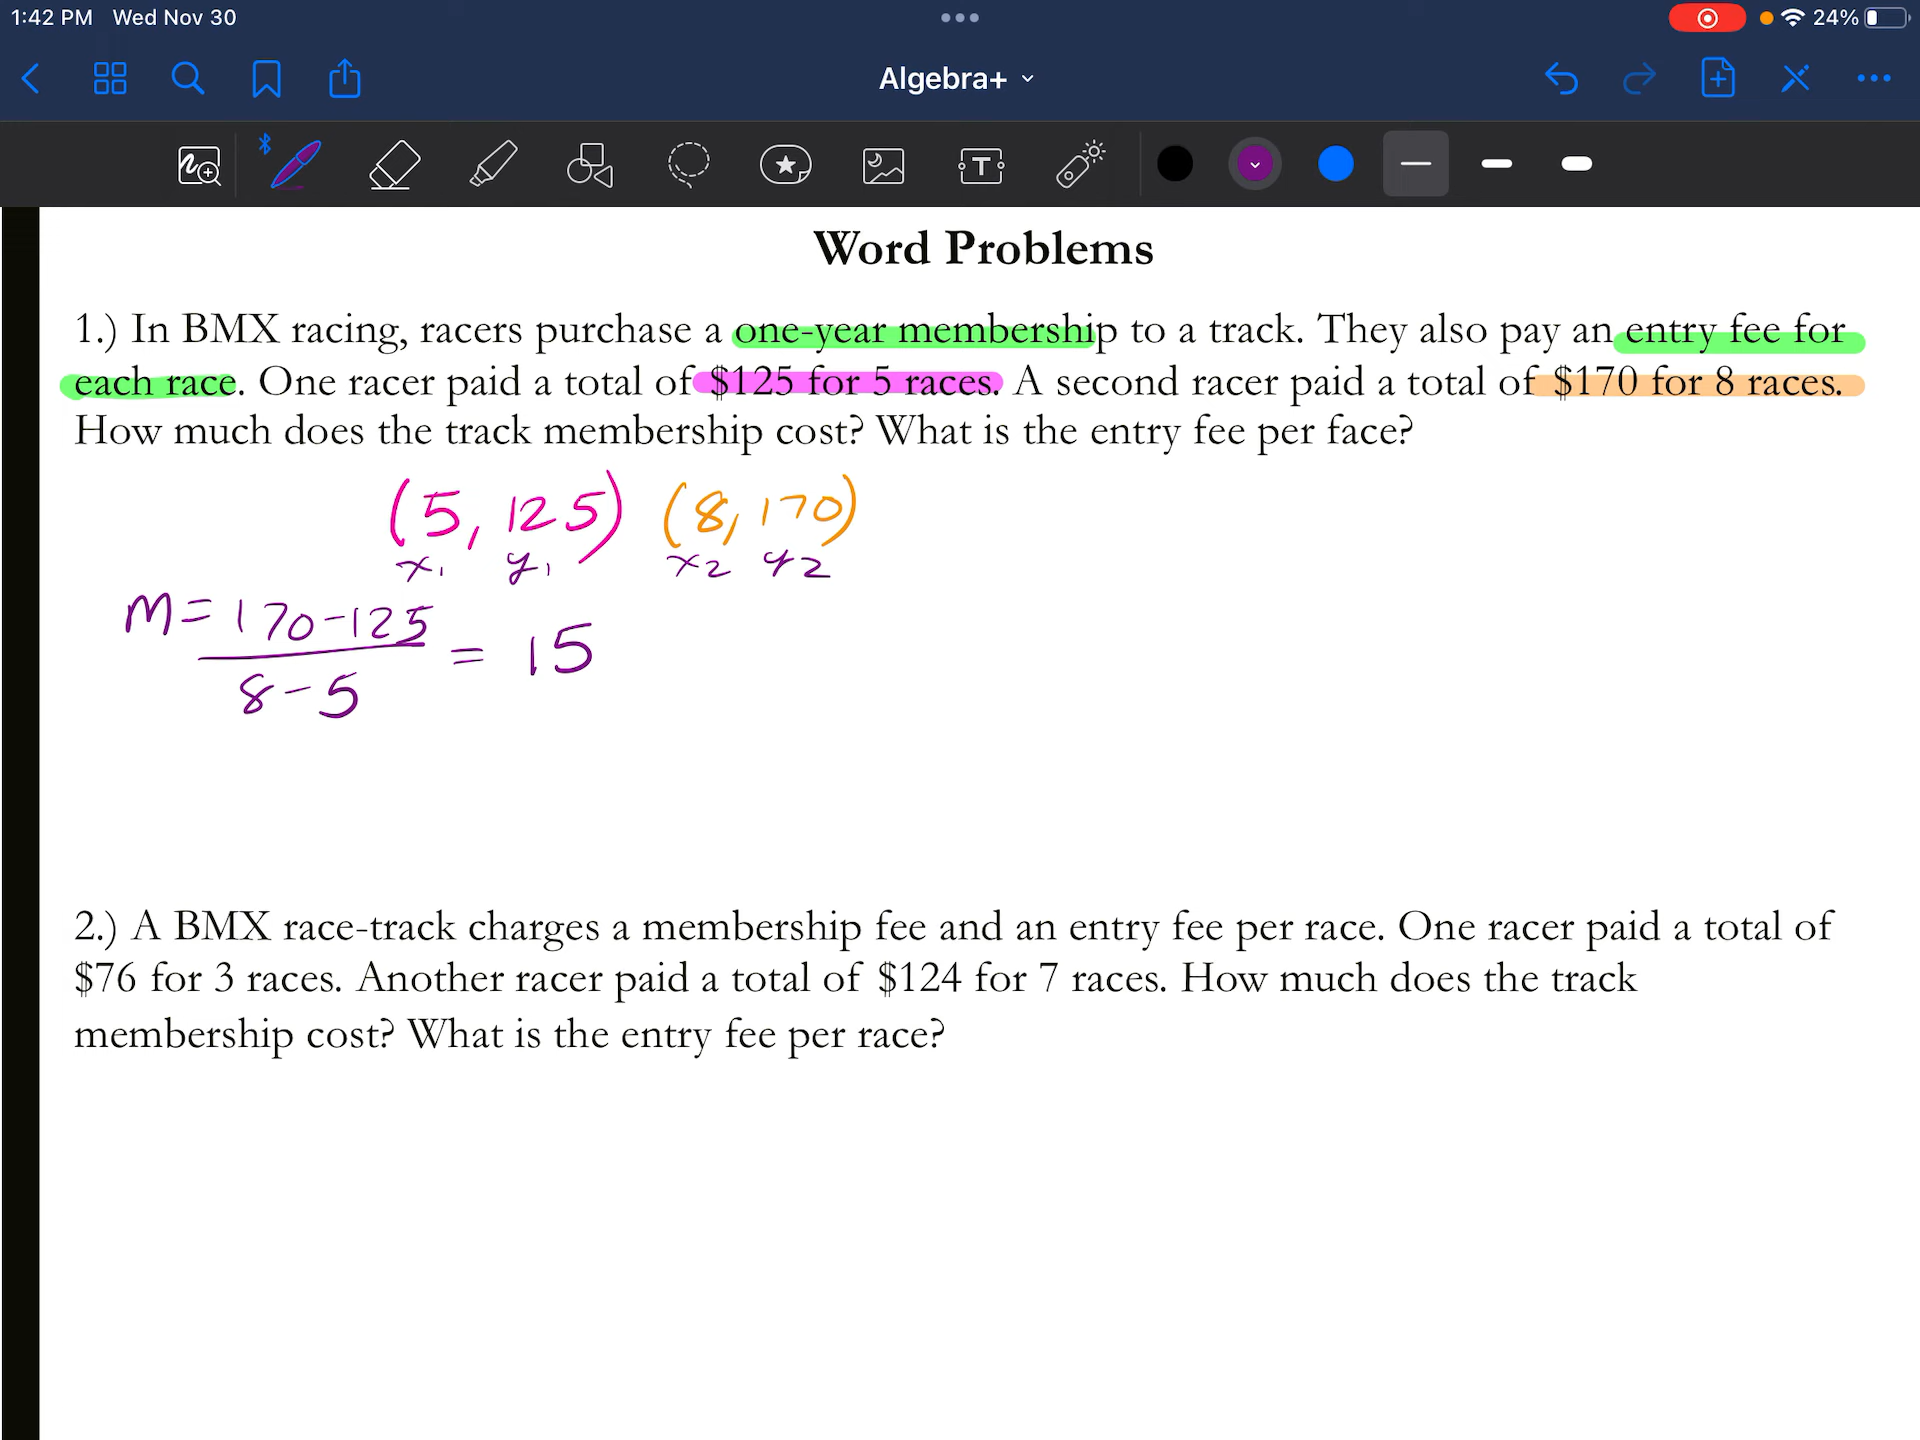 1:42 PM Wed Nov 30
24%
Algebra+
T
Word Problems
1.) In BMX racing, racers purchase a one-year membership to a track. They also pay an entry fee for
each race. One racer paid a total of $125 for 5 races. A second racer paid a total of $170 for 8 races.
How much does the track membership cost? What is the entry fee per face?
(5, 125) (8, 170)
x₁ y₁ x₂ y₂
m = 170-125
= 15
8-5
2.) A BMX race-track charges a membership fee and an entry fee per race. One racer paid a total of
$76 for 3 races. Another racer paid a total of $124 for 7 races. How much does the track
membership cost? What is the entry fee per race?